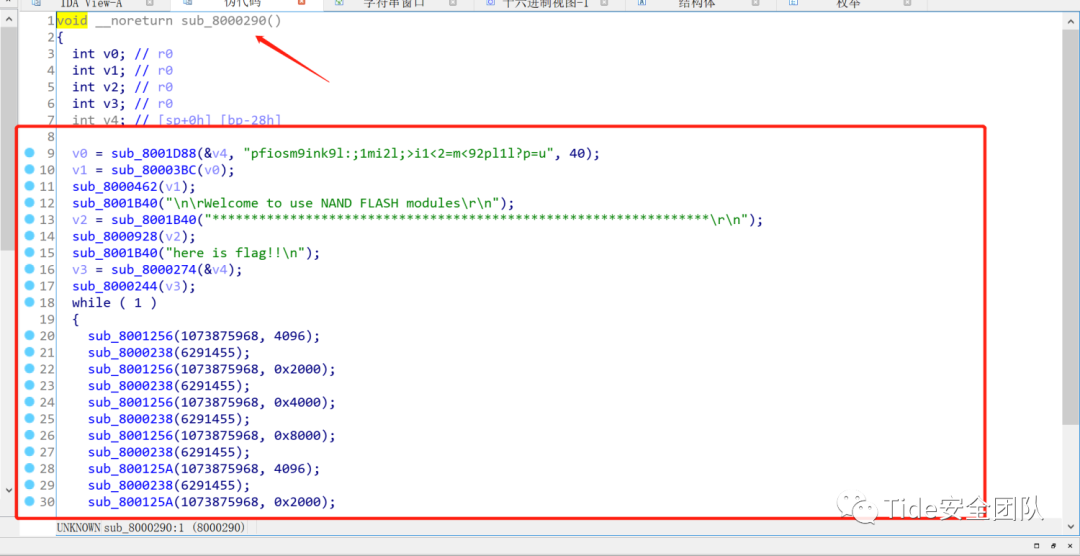 IDA View-A 伪代码 字符串窗口 十六进制视图-1 结构体 枚举
1 void __noreturn sub_8000290()
2 {
3 int v0; // r0
4 int v1; // r0
5 int v2; // r0
6 int v3; // r0
7 int v4; // [sp+0h] [bp-28h]
8
9 v0 = sub_8001D88(&v4, "pfiosm9ink9l:;1mi2l;>i1<2=m<92pl1l?p=u", 40);
10 v1 = sub_80003BC(v0);
11 sub_8000462(v1);
12 sub_8001B40("\n\rWelcome to use NAND FLASH modules\r\n");
13 v2 = sub_8001B40("****************************************************************\r\n");
14 sub_8000928(v2);
15 sub_8001B40("here is flag!!\n");
16 v3 = sub_8000274(&v4);
17 sub_8000244(v3);
18 while ( 1 )
19 {
20 sub_8001256(1073875968, 4096);
21 sub_8000238(6291455);
22 sub_8001256(1073875968, 0x2000);
23 sub_8000238(6291455);
24 sub_8001256(1073875968, 0x4000);
25 sub_8000238(6291455);
26 sub_8001256(1073875968, 0x8000);
27 sub_8000238(6291455);
28 sub_800125A(1073875968, 4096);
29 sub_8000238(6291455);
30 sub_800125A(1073875968, 0x2000);
Tide安全团队
UNKNOWN sub_8000290:1 (8000290)